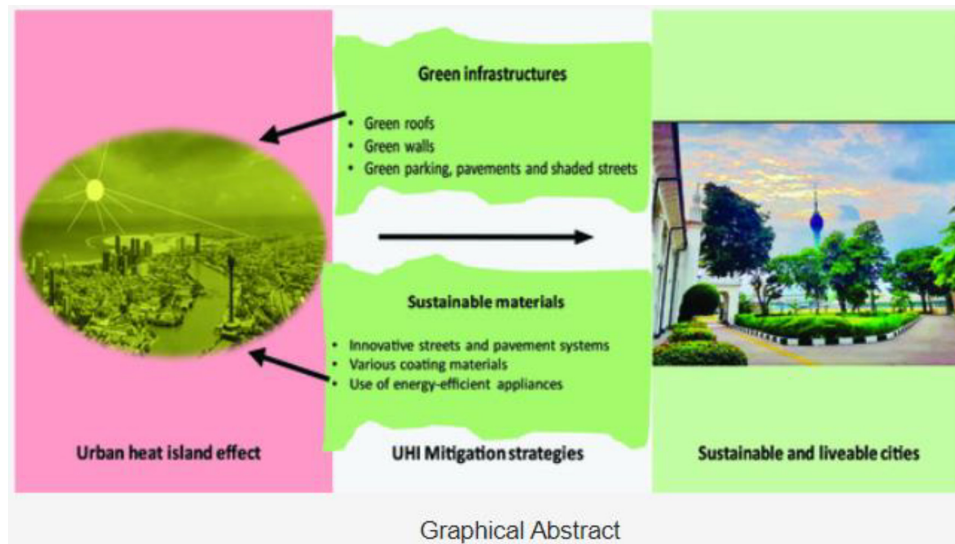 Green infrastructures
• Green roofs
• Green walls
• Green parking, pavements and shaded streets
Sustainable materials
• Innovative streets and pavement systems
• Various coating materials
• Use of energy-efficient appliances
Urban heat island effect
UHI Mitigation strategies
Sustainable and liveable cities
Graphical Abstract